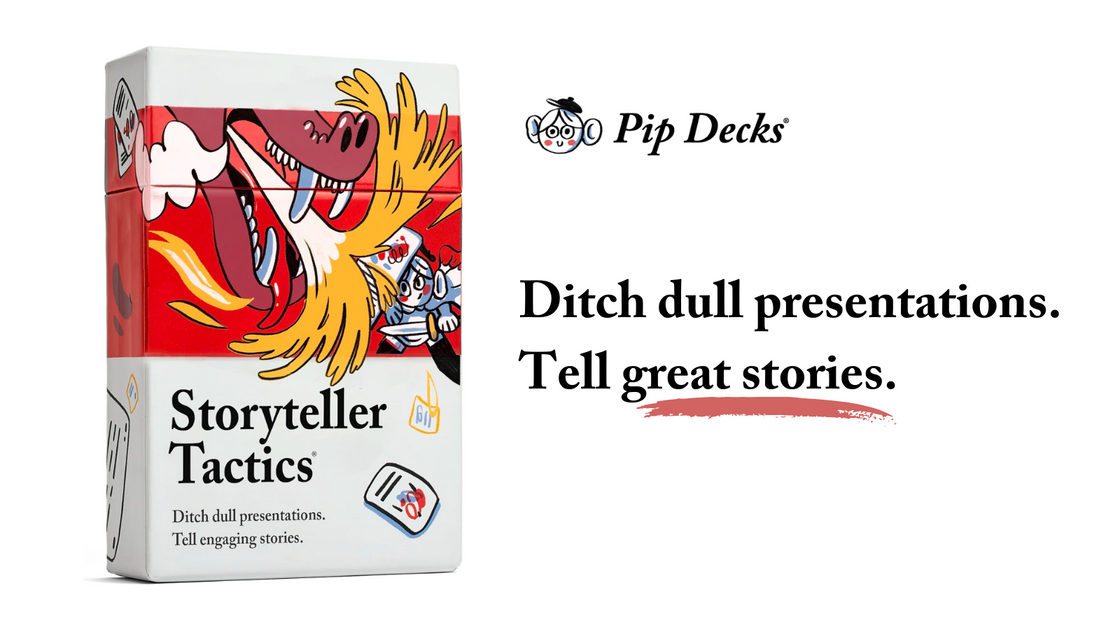 Storyteller
Tactics®
Ditch dull presentations.
Tell engaging stories.
Pip Decks®
Ditch dull presentations.
Tell great stories.